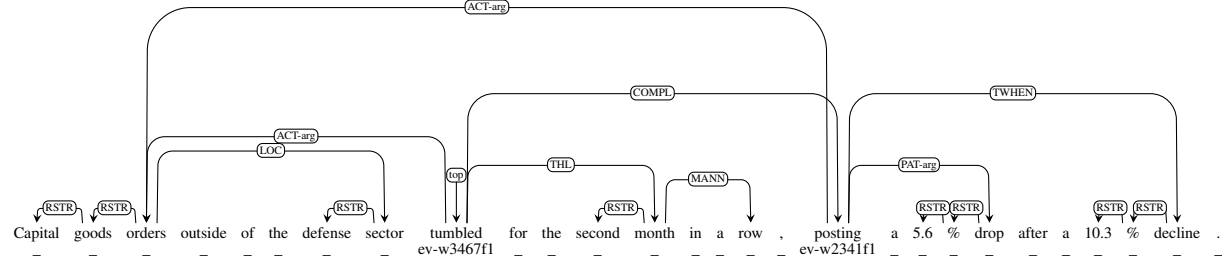 ACT-arg
COMPL TWHEN
ACT-arg
LOC THL PAT-arg
top MANN
RSTR RSTR RSTR RSTR RSTR RSTR RSTR RSTR
Capital goods orders outside of the defense sector tumbled for the second month in a row , posting a 5.6 % drop after a 10.3 % decline .
_ _ _ _ _ _ _ _ ev-w3467f1 _ _ _ _ _ _ _ _ ev-w2341f1 _ _ _ _ _ _ _ _ _ _